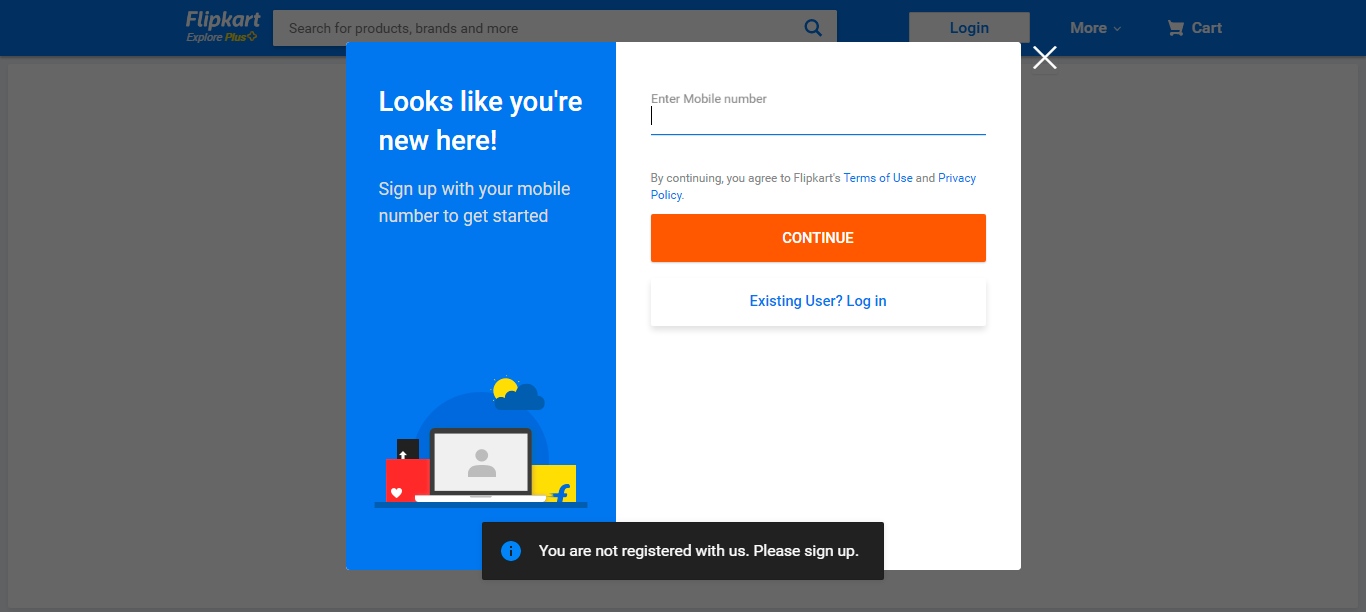 Flipkart
Explore Plus
Search for products, brands and more
Login
More
Cart
Looks like you're
new here!
Sign up with your mobile
number to get started
Enter Mobile number
By continuing, you agree to Flipkart's Terms of Use and Privacy
Policy.
CONTINUE
Existing User? Log in
f
You are not registered with us. Please sign up.